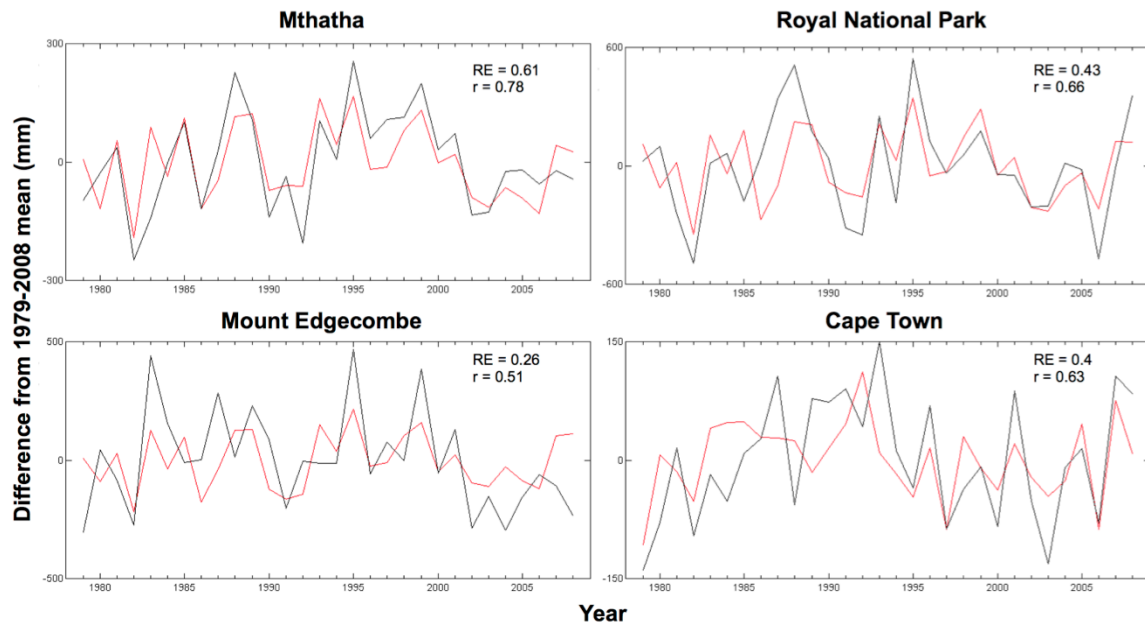 Mthatha
300
0
-300
RE = 0.61
r = 0.78
1980 1985 1990 1995 2000 2005
Royal National Park
600
0
-600
RE = 0.43
r = 0.66
1980 1985 1990 1995 2000 2005
Mount Edgecombe
500
0
-500
RE = 0.26
r = 0.51
1980 1985 1990 1995 2000 2005
Cape Town
150
0
-150
RE = 0.4
r = 0.63
1980 1985 1990 1995 2000 2005
Difference from 1979-2008 mean (mm)
Year